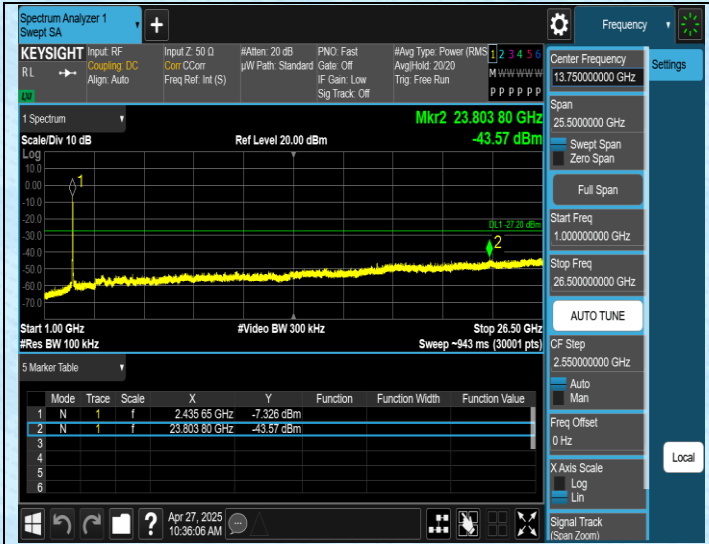 Spectrum Analyzer 1
Swept SA
+
Frequency
KEYSIGHT
RL
LXI
Input: RF
Coupling: DC
Align: Auto
Input Z: 50 Ω
Corr CCorr
Freq Ref: Int (S)
#Atten: 20 dB
µW Path: Standard
PNO: Fast
Gate: Off
IF Gain: Low
Sig Track: Off
#Avg Type: Power (RMS
Avg|Hold: 20/20
Trig: Free Run
1 2 3 4 5 6
M W W W W W
P P P P P P
1 Spectrum
Scale/Div 10 dB
Ref Level 20.00 dBm
Mkr2 23.803 80 GHz
-43.57 dBm
Log
10.0
0.00
-10.0
-20.0
-30.0
-40.0
-50.0
-60.0
-70.0
1
DL1 -27.20 dBm
2
Start 1.00 GHz
#Video BW 300 kHz
Stop 26.50 GHz
#Res BW 100 kHz
Sweep ~943 ms (30001 pts)
5 Marker Table
Mode Trace Scale X Y Function Function Width Function Value
1 N 1 f 2.435 65 GHz -7.326 dBm
2 N 1 f 23.803 80 GHz -43.57 dBm
3
4
5
6
?
Apr 27, 2025
10:36:06 AM
Center Frequency
13.750000000 GHz
Span
25.5000000 GHz
Swept Span
Zero Span
Full Span
Start Freq
1.000000000 GHz
Stop Freq
26.500000000 GHz
AUTO TUNE
CF Step
2.550000000 GHz
Auto
Man
Freq Offset
0 Hz
X Axis Scale
Log
Lin
Signal Track
(Span Zoom)
Settings
Local